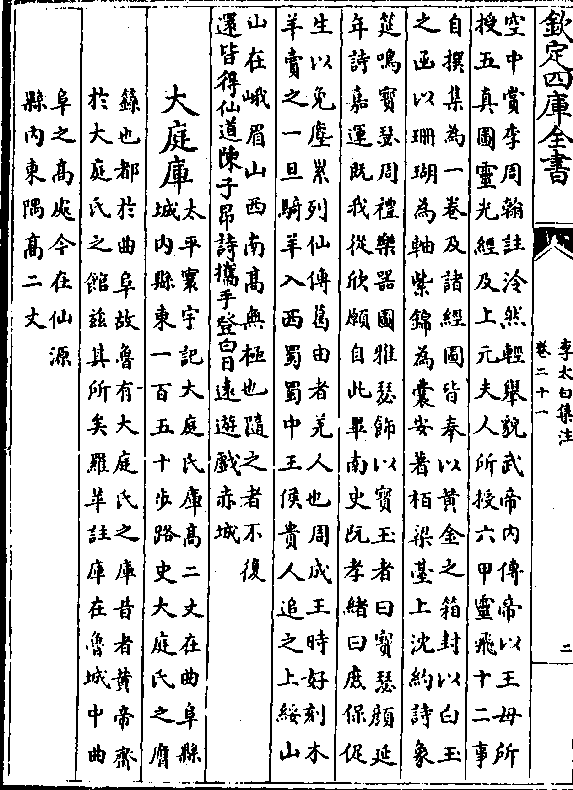 欽定四庫全書
李太白集注
卷二十一
二
空中賞李周翰註泠然輕舉貌武帝內傳帝以王母所
授五真圖靈光經及上元夫人所授六甲靈飛十二事
自撰集為一卷及諸經圖皆奉以黃金之箱封以白玉
之函以珊瑚為軸紫錦為囊安著栢梁臺上沈約詩象
筵鳴寶瑟周禮樂器圖雅瑟飾以寶玉者曰寶瑟顏延
年詩嘉運既我從欣願自此畢南史阮孝緒曰庶保促
生以免塵累列仙傳葛由者羌人也周成王時好刻木
羊賣之一旦騎羊入西蜀蜀中王侯貴人追之上綏山
山在峨眉山西南高無極也隨之者不復
還皆得仙道陳子昂詩攜手登白日遠遊戲赤城
大庭庫
太平寰宇記大庭氏庫高二丈在曲阜縣
城內縣東一百五十步路史大庭氏之膺
籙也都於曲阜故魯有大庭氏之庫昔者黃帝齋
於大庭氏之館茲其所矣羅苹註庫在魯城中曲
阜之高處今在仙源
縣內東隅高二丈